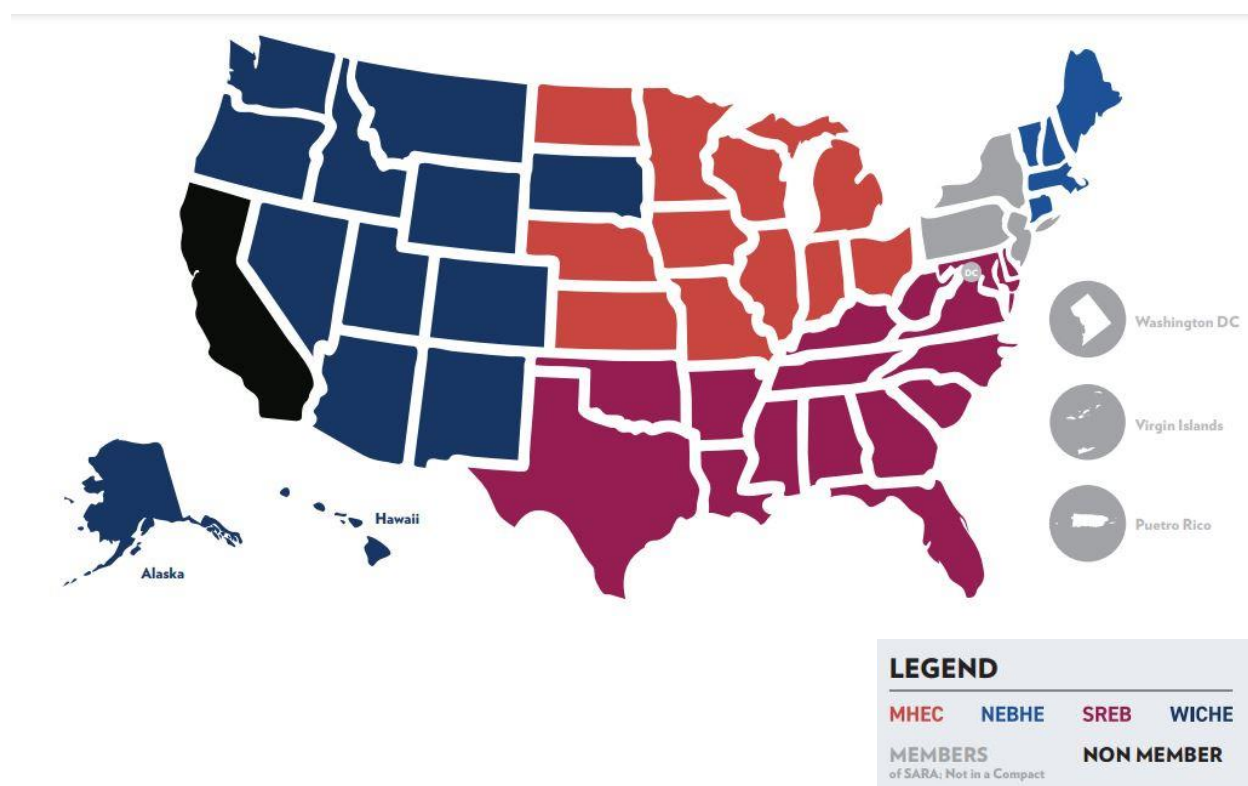 DC
Washington DC
Virgin Islands
Puetro Rico
Hawaii
Alaska
LEGEND
MHEC NEBHE SREB WICHE
MEMBERS NON MEMBER
of SARA; Not in a Compact